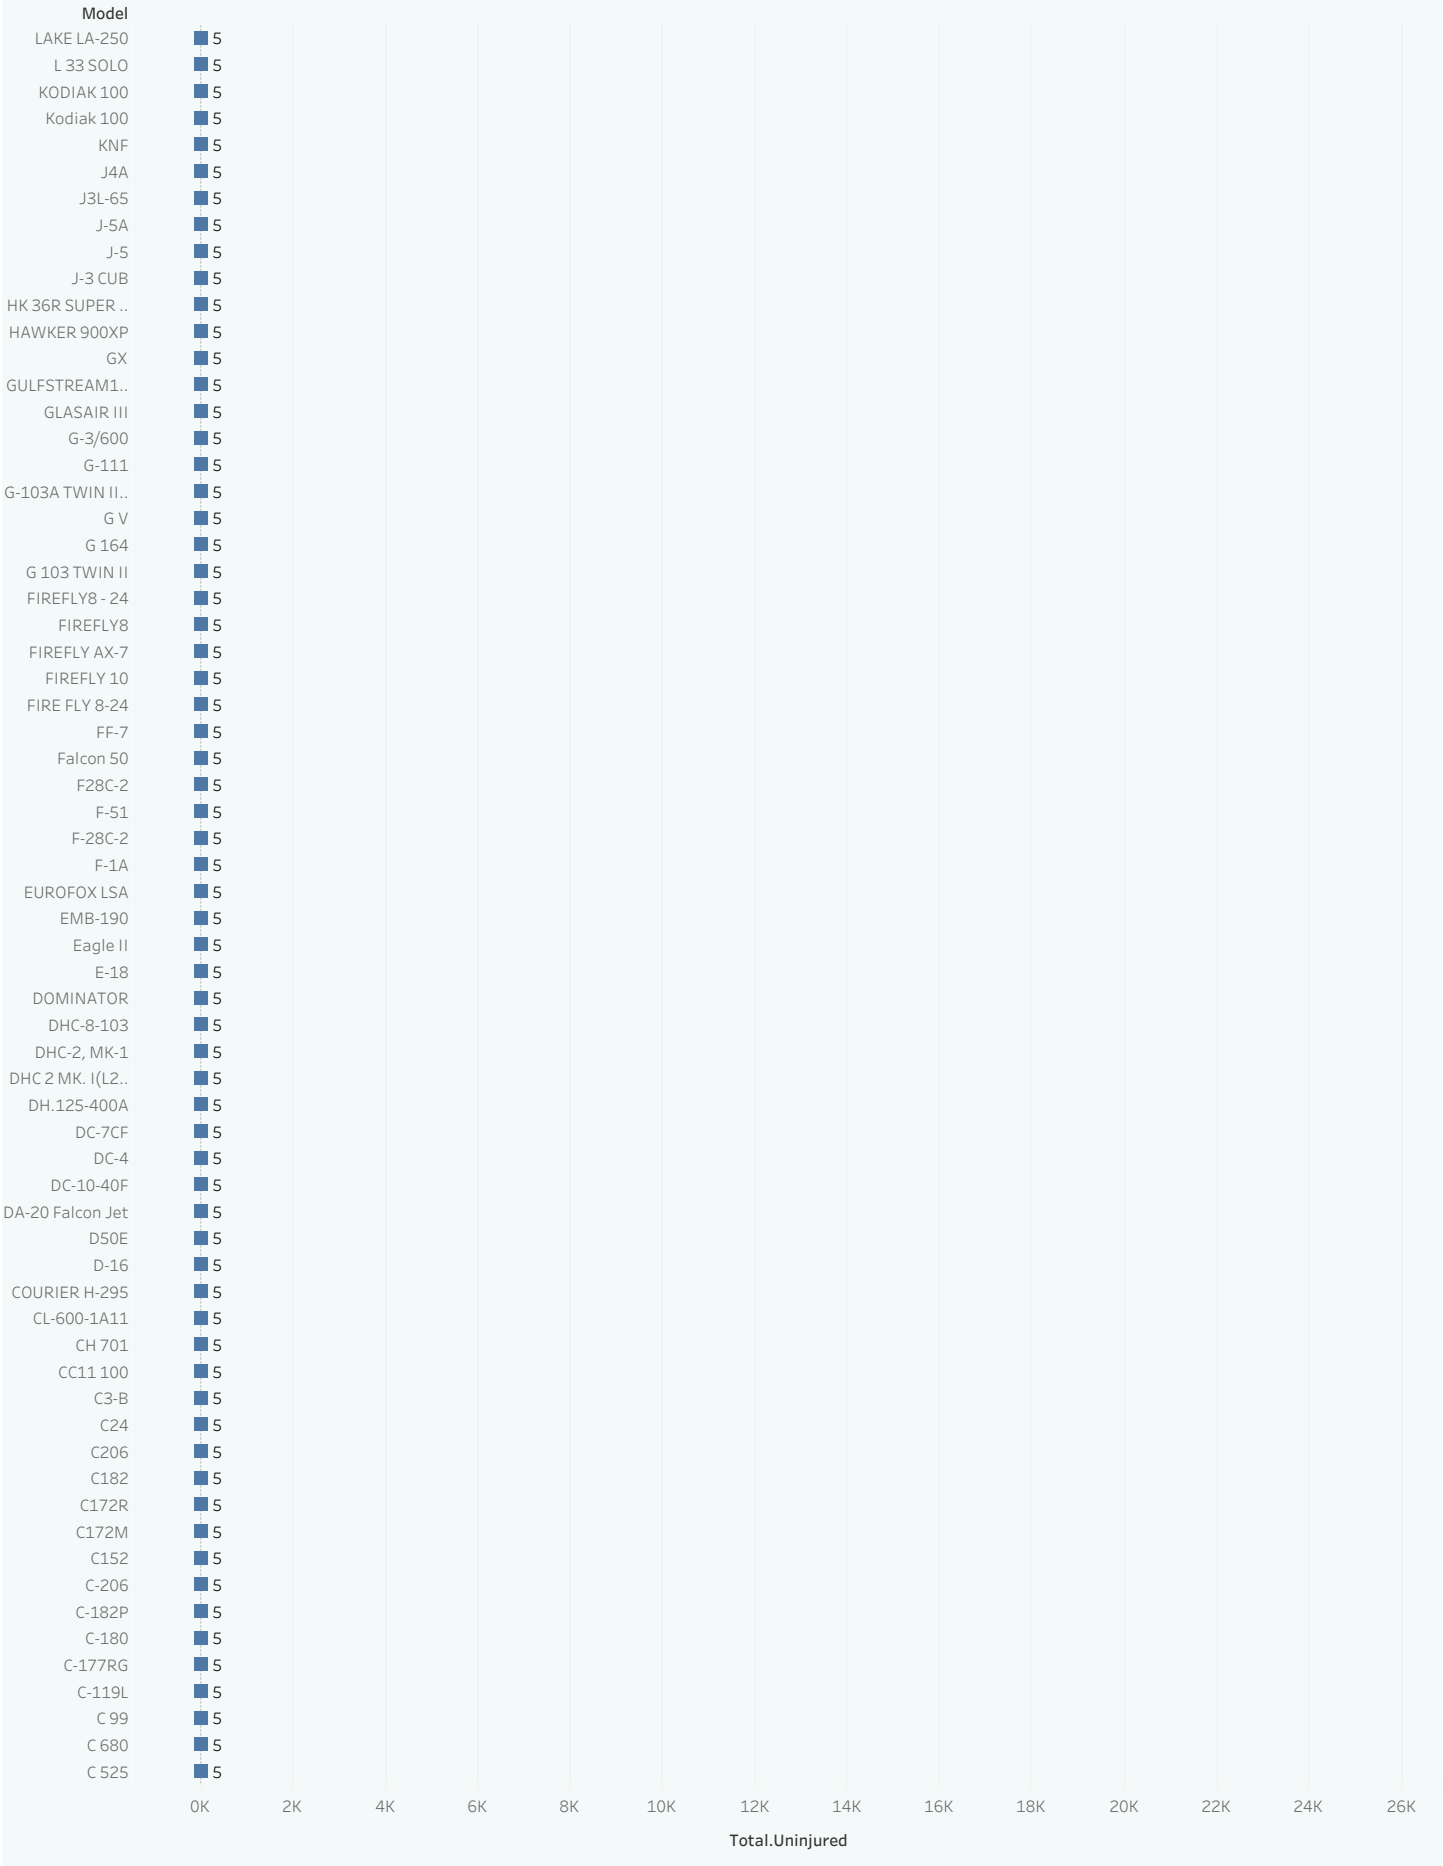 Model
LAKE LA-250 5
L 33 SOLO 5
KODIAK 100 5
Kodiak 100 5
KNF 5
J4A 5
J3L-65 5
J-5A 5
J-5 5
J-3 CUB 5
HK 36R SUPER .. 5
HAWKER 900XP 5
GX 5
GULFSTREAM1.. 5
GLASAIR III 5
G-3/600 5
G-111 5
G-103A TWIN II.. 5
G V 5
G 164 5
G 103 TWIN II 5
FIREFLY8 - 24 5
FIREFLY8 5
FIREFLY AX-7 5
FIREFLY 10 5
FIRE FLY 8-24 5
FF-7 5
Falcon 50 5
F28C-2 5
F-51 5
F-28C-2 5
F-1A 5
EUROFOX LSA 5
EMB-190 5
Eagle II 5
E-18 5
DOMINATOR 5
DHC-8-103 5
DHC-2, MK-1 5
DHC 2 MK. I(L2.. 5
DH.125-400A 5
DC-7CF 5
DC-4 5
DC-10-40F 5
DA-20 Falcon Jet 5
D50E 5
D-16 5
COURIER H-295 5
CL-600-1A11 5
CH 701 5
CC11 100 5
C3-B 5
C24 5
C206 5
C182 5
C172R 5
C172M 5
C152 5
C-206 5
C-182P 5
C-180 5
C-177RG 5
C-119L 5
C 99 5
C 680 5
C 525 5
0K 2K 4K 6K 8K 10K 12K 14K 16K 18K 20K 22K 24K 26K
Total.Uninjured